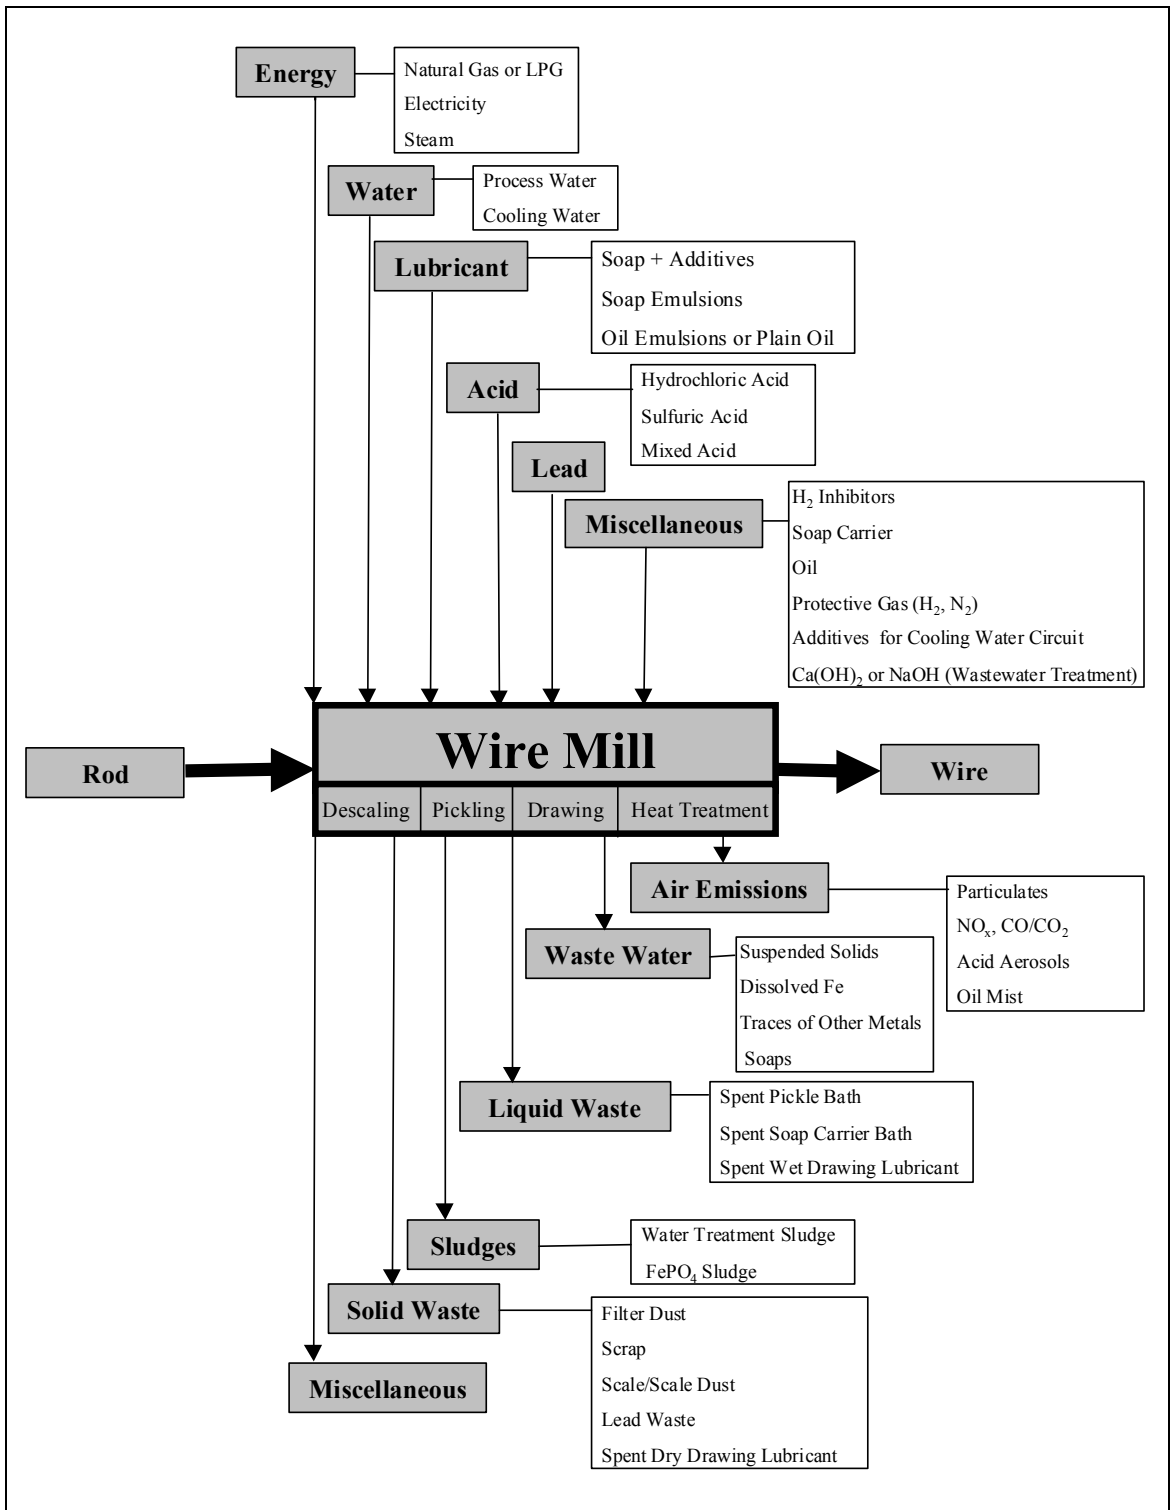 Energy
Natural Gas or LPG
Electricity
Steam
Water
Process Water
Cooling Water
Lubricant
Soap + Additives
Soap Emulsions
Oil Emulsions or Plain Oil
Acid
Hydrochloric Acid
Sulfuric Acid
Mixed Acid
Lead
Miscellaneous
H₂ Inhibitors
Soap Carrier
Oil
Protective Gas (H₂, N₂)
Additives for Cooling Water Circuit
Ca(OH)₂ or NaOH (Wastewater Treatment)
Rod
Wire Mill
Wire
Descaling
Pickling
Drawing
Heat Treatment
Air Emissions
Particulates
NOₓ, CO/CO₂
Acid Aerosols
Oil Mist
Waste Water
Suspended Solids
Dissolved Fe
Traces of Other Metals
Soaps
Liquid Waste
Spent Pickle Bath
Spent Soap Carrier Bath
Spent Wet Drawing Lubricant
Sludges
Water Treatment Sludge
FePO₄ Sludge
Solid Waste
Filter Dust
Scrap
Scale/Scale Dust
Lead Waste
Spent Dry Drawing Lubricant
Miscellaneous